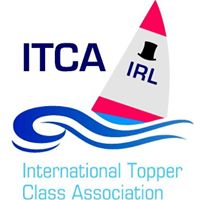 ITCA
IRL
International Topper
Class Association